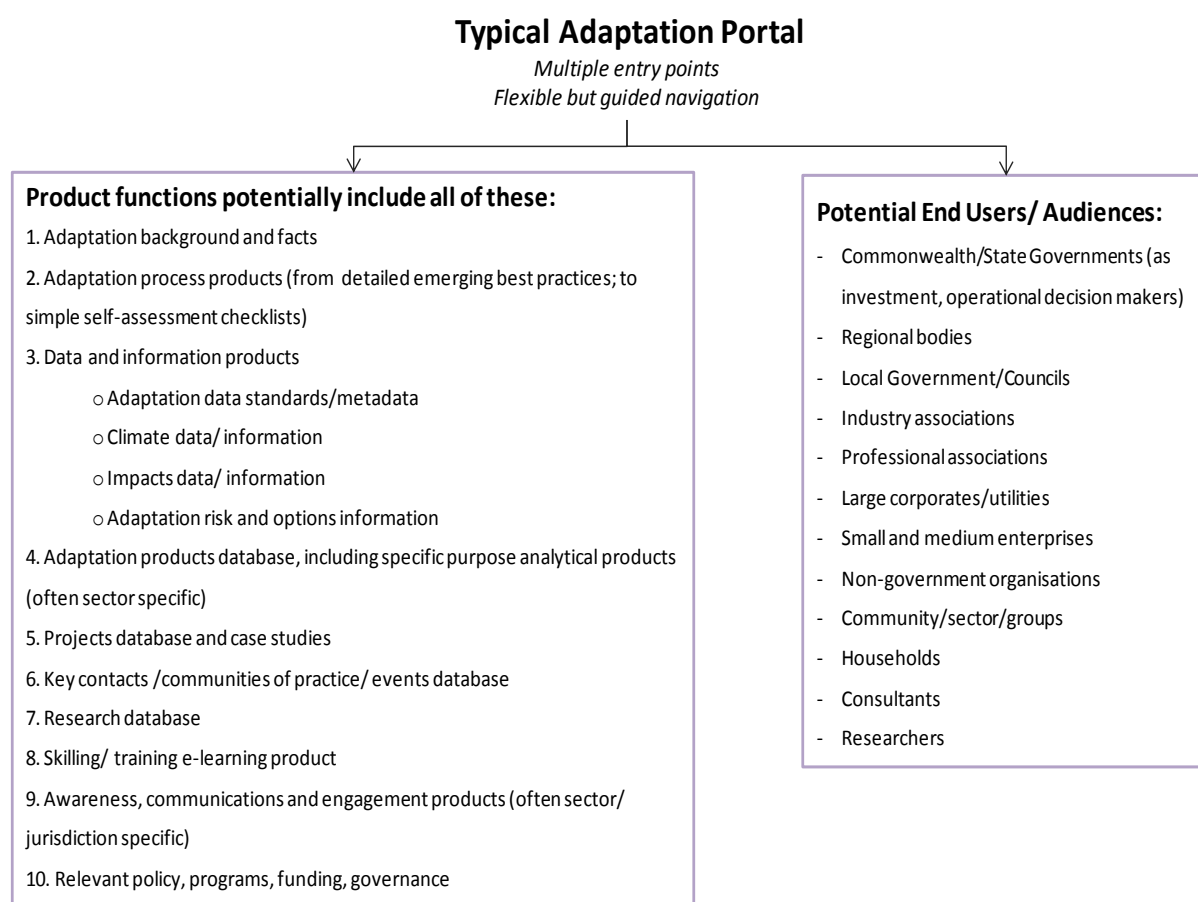 Typical Adaptation Portal
Multiple entry points
Flexible but guided navigation
Product functions potentially include all of these:
1. Adaptation background and facts
2. Adaptation process products (from detailed emerging best practices; to
simple self-assessment checklists)
3. Data and information products
o Adaptation data standards/metadata
o Climate data/ information
o Impacts data/ information
o Adaptation risk and options information
4. Adaptation products database, including specific purpose analytical products
(often sector specific)
5. Projects database and case studies
6. Key contacts /communities of practice/ events database
7. Research database
8. Skilling/ training e-learning product
9. Awareness, communications and engagement products (often sector/
jurisdiction specific)
10. Relevant policy, programs, funding, governance
Potential End Users/ Audiences:
- Commonwealth/State Governments (as
investment, operational decision makers)
- Regional bodies
- Local Government/Councils
- Industry associations
- Professional associations
- Large corporates/utilities
- Small and medium enterprises
- Non-government organisations
- Community/sector/groups
- Households
- Consultants
- Researchers